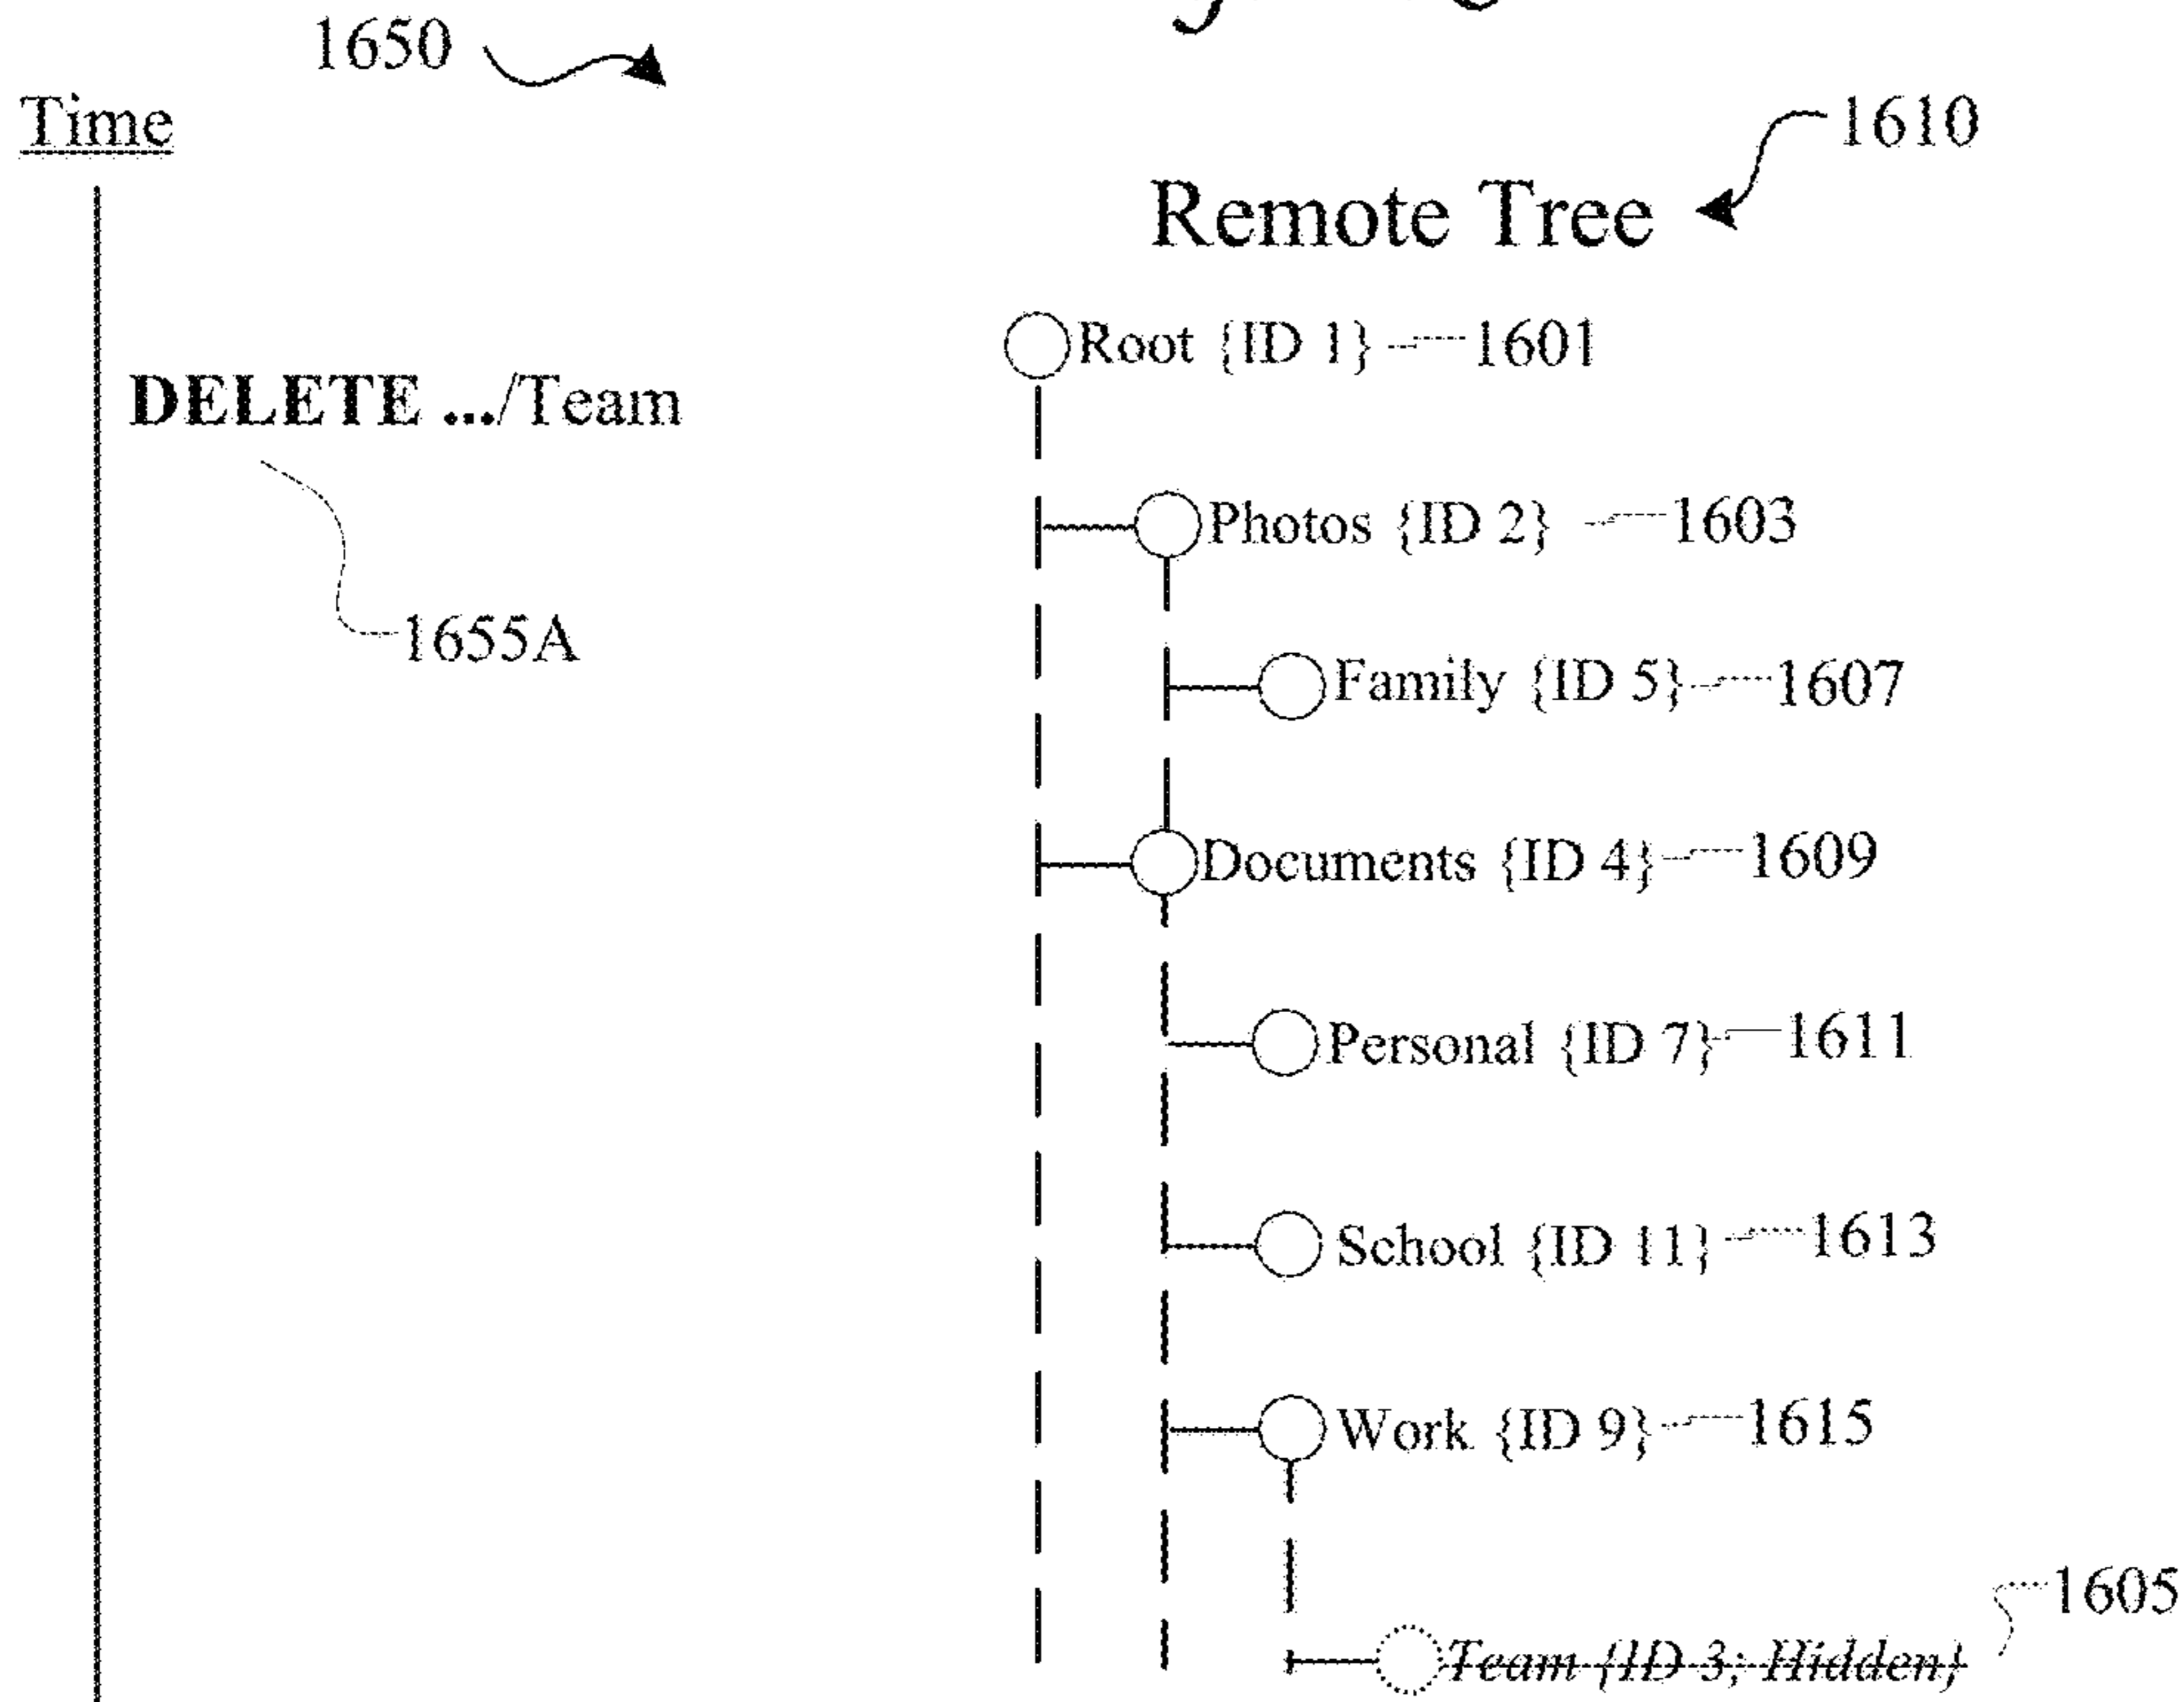 1650
Time
1610
Remote Tree
Root {ID 1} 1601
DELETE .../Team
Photos {ID 2} 1603
1655A
Family {ID 5} 1607
Documents {ID 4} 1609
Personal {ID 7} 1611
School {ID 11} 1613
Work {ID 9} 1615
1605
Team {ID 3; Hidden}